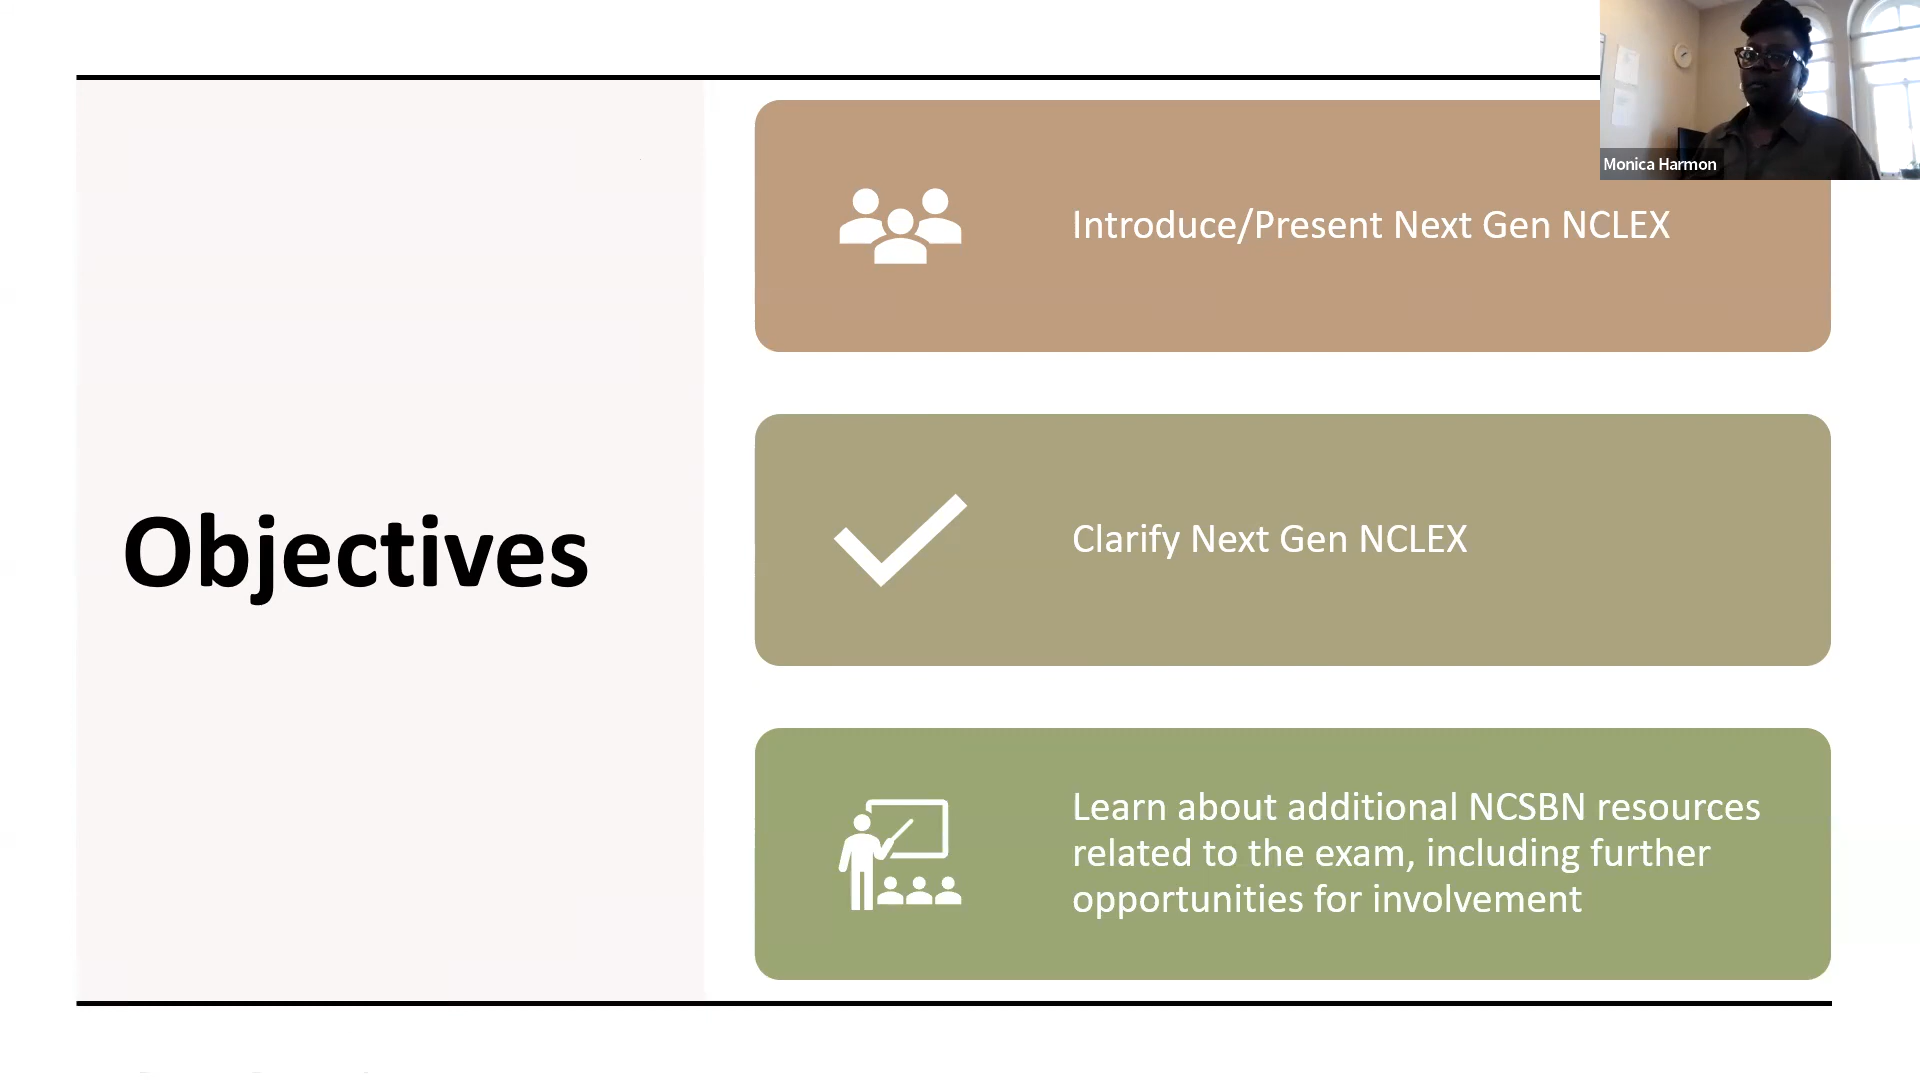 Monica Harmon
Introduce/Present Next Gen NCLEX
Objectives
Clarify Next Gen NCLEX
Learn about additional NCSBN resources
related to the exam, including further
opportunities for involvement